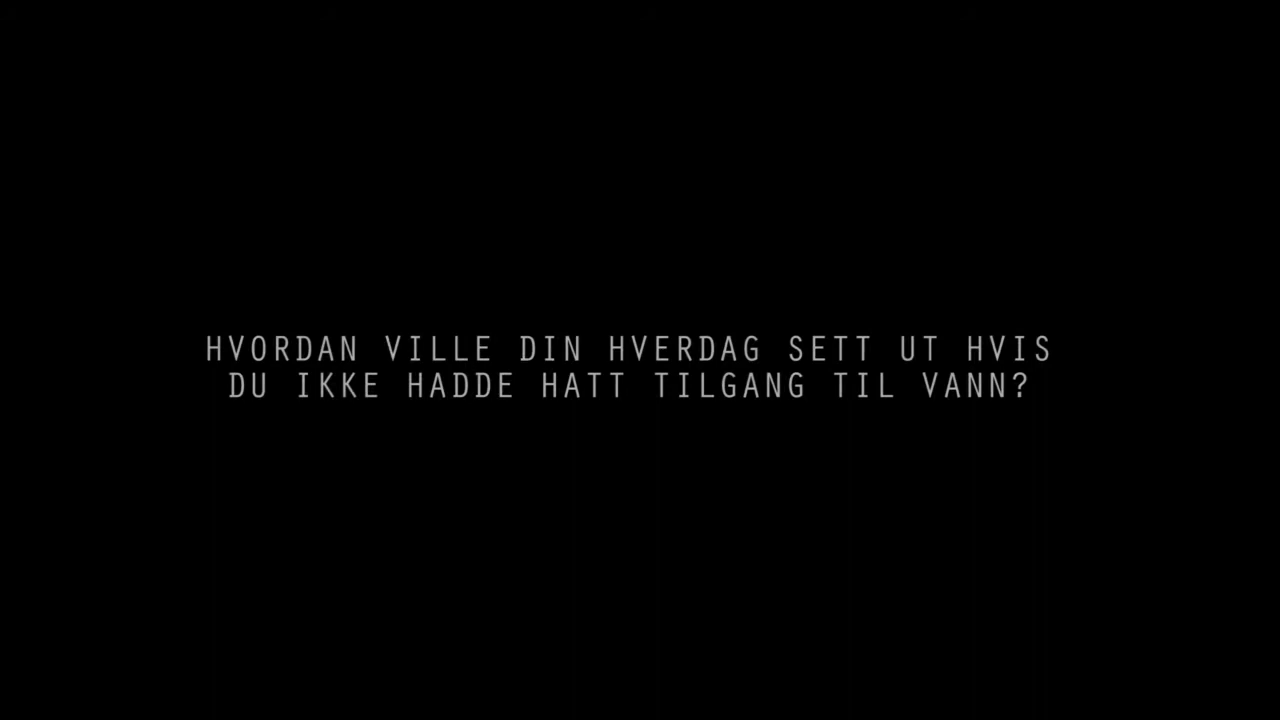 HVORDAN VILLE DIN HVERDAG SETT UT HVIS
DU IKKE HADDE HATT TILGANG TIL VANN?